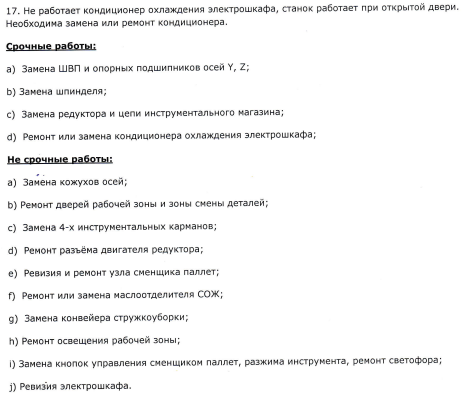 17. Не работает кондиционер охлаждения электрошкафа, станок работает при открытой двери.
Необходима замена или ремонт кондиционера.
Срочные работы:
a) Замена ШВП и опорных подшипников осей Y, Z;
b) Замена шпинделя;
c) Замена редуктора и цепи инструментального магазина;
d) Ремонт или замена кондиционера охлаждения электрошкафа;
Не срочные работы:
a) Замена кожухов осей;
b) Ремонт дверей рабочей зоны и зоны смены деталей;
c) Замена 4-х инструментальных карманов;
d) Ремонт разъёма двигателя редуктора;
e) Ревизия и ремонт узла сменщика паллет;
f) Ремонт или замена маслоотделителя СОЖ;
g) Замена конвейера стружкоуборки;
h) Ремонт освещения рабочей зоны;
i) Замена кнопок управления сменщиком паллет, разжима инструмента, ремонт светофора;
j) Ревизия электрошкафа.